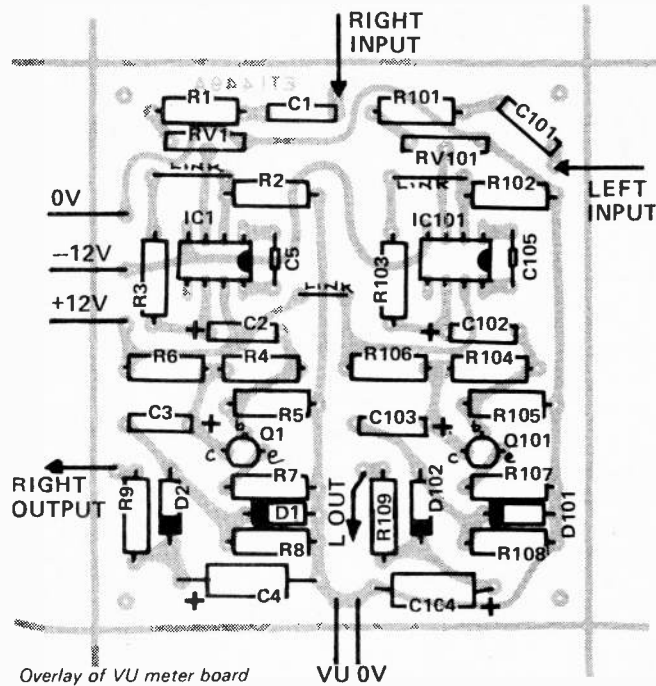 RIGHT
INPUT
ETI 449A
R1
C1
R101
C101
RV1
RV101
LINK
R2
LINK
R102
LEFT
INPUT
0V
IC1
IC101
--12V
C5
C105
R3
R103
LINK
+12V
+
C2
+
C102
R6
R4
R106
R104
R5
R105
C3
+
C103
+
b
Q1
c
e
b
Q101
c
e
RIGHT
OUTPUT
R9
D2
R7
D1
R8
L OUT
R109
D102
R107
D101
R108
C4
+
C104
+
Overlay of VU meter board
VU 0V